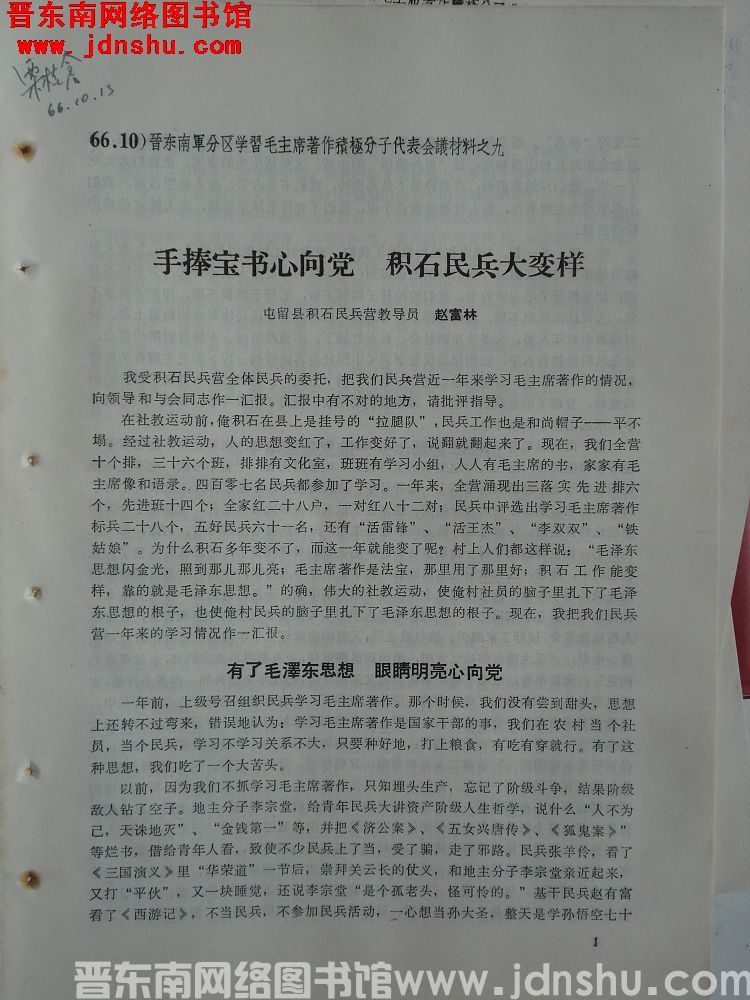 晋东南网络图书馆
www.jdnshu.com
66.10.13
66.10)晋东南軍分区学習毛主席著作積極分子代表会議材料之九
手捧宝书心向党 积石民兵大变样
屯留县积石民兵营教导员 赵富林
我受积石民兵营全体民兵的委托，把我们民兵营近一年来学习毛主席著作的情况，
向领导和与会同志作一汇报。汇报中有不对的地方，请批评指导。
在社教运动前，俺积石在县上是挂号的“拉腿队”，民兵工作也是和尚帽子——平不
塌。经过社教运动，人的思想变红了，工作变好了，说翻就翻起来了。现在，我们全营
十个排，三十六个班，排排有文化室，班班有学习小组，人人有毛主席的书，家家有毛
主席像和语录。四百零七名民兵都参加了学习。一年来，全营涌现出三落实先进排六
个，先进班十四个；全家红二十八户，一对红八十二对；民兵中评选出学习毛主席著作
标兵二十八个，五好民兵六十一名，还有“活雷锋”、“活王杰”、“李双双”、“铁
姑娘”。为什么积石多年变不了，而这一年就能变了呢？村上人们都这样说：“毛泽东
思想闪金光，照到那儿那儿亮；毛主席著作是法宝，那里用了那里好；积石工作能变
样，靠的就是毛泽东思想。”的确，伟大的社教运动，使俺村社员的脑子里扎下了毛泽
东思想的根子，也使俺村民兵的脑子里扎下了毛泽东思想的根子。现在，我把我们民兵
营一年来的学习情况作一汇报。
有了毛澤东思想 眼睛明亮心向党
一年前，上级号召组织民兵学习毛主席著作。那个时候，我们没有尝到甜头，思想
上还转不过弯来，错误地认为：学习毛主席著作是国家干部的事，我们在农村当个社
员，当个民兵，学习不学习关系不大，只要种好地，打上粮食，有吃有穿就行。有了这
种思想，我们吃了一个大苦头。
以前，因为我们不抓学习毛主席著作，只知埋头生产，忘记了阶级斗争，结果阶级
敌人钻了空子。地主分子李宗堂，给青年民兵大讲资产阶级人生哲学，说什么“人不为
己，天诛地灭”、“金钱第一”等，并把《济公案》、《五女兴唐传》、《狐鬼案》”
等烂书，借给青年人看，致使不少民兵上了当，受了骗，走了邪路。民兵张羊伶，看了
《三国演义》里“华荣道”一节后，崇拜关云长的仗义，和地主分子李宗堂亲近起来，
又打“平伙”，又一块睡觉，还说李宗堂“是个孤老头，怪可怜的。”基干民兵赵有富
看了《西游记》，不当民兵，不参加民兵活动，一心想当孙大圣，整天是学孙悟空七十
1
晋东南网络图书馆www.jdnshu.com